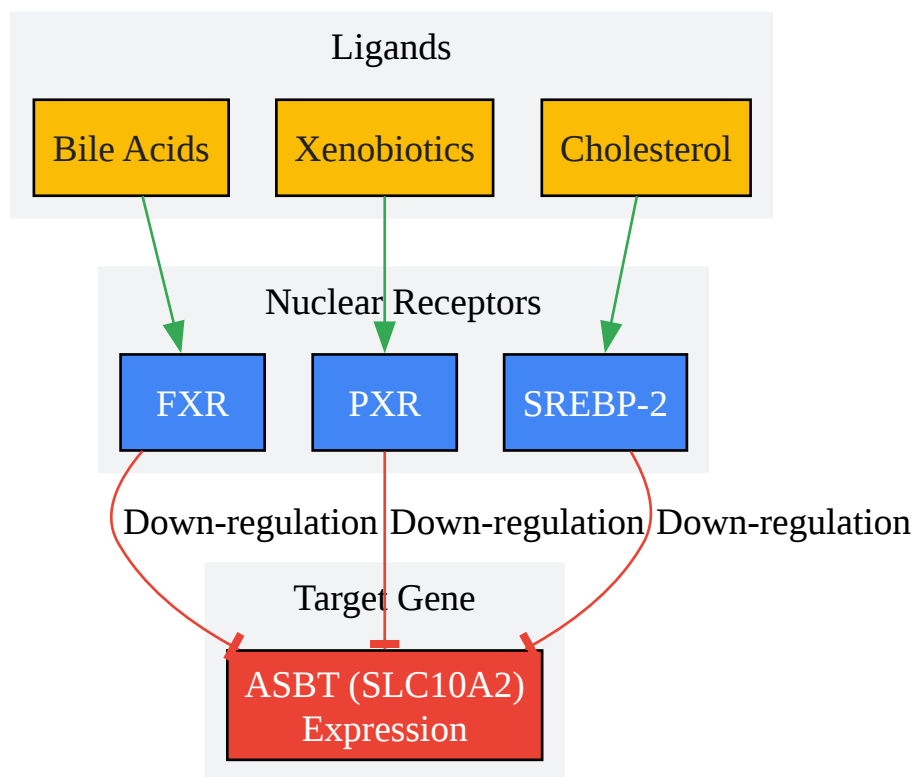 Ligands
Bile Acids
Xenobiotics
Cholesterol
Nuclear Receptors
FXR
PXR
SREBP-2
Down-regulation
Down-regulation
Down-regulation
Target Gene
ASBT (SLC10A2)
Expression